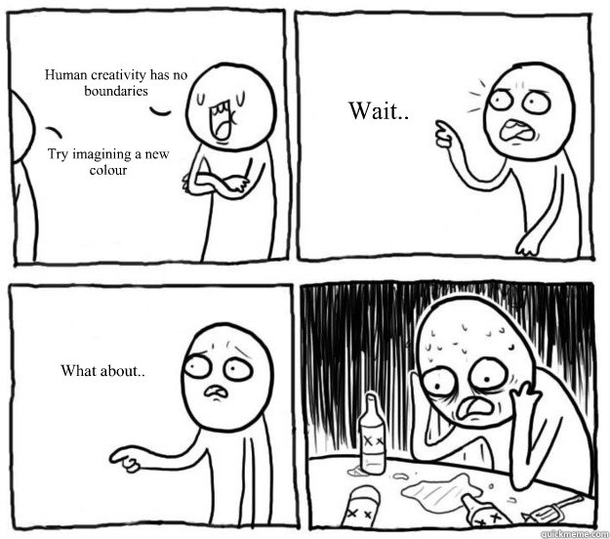 Human creativity has no
boundaries
Try imagining a new
colour
Wait..
What about..
x x
x x
x x
quickmeme.com